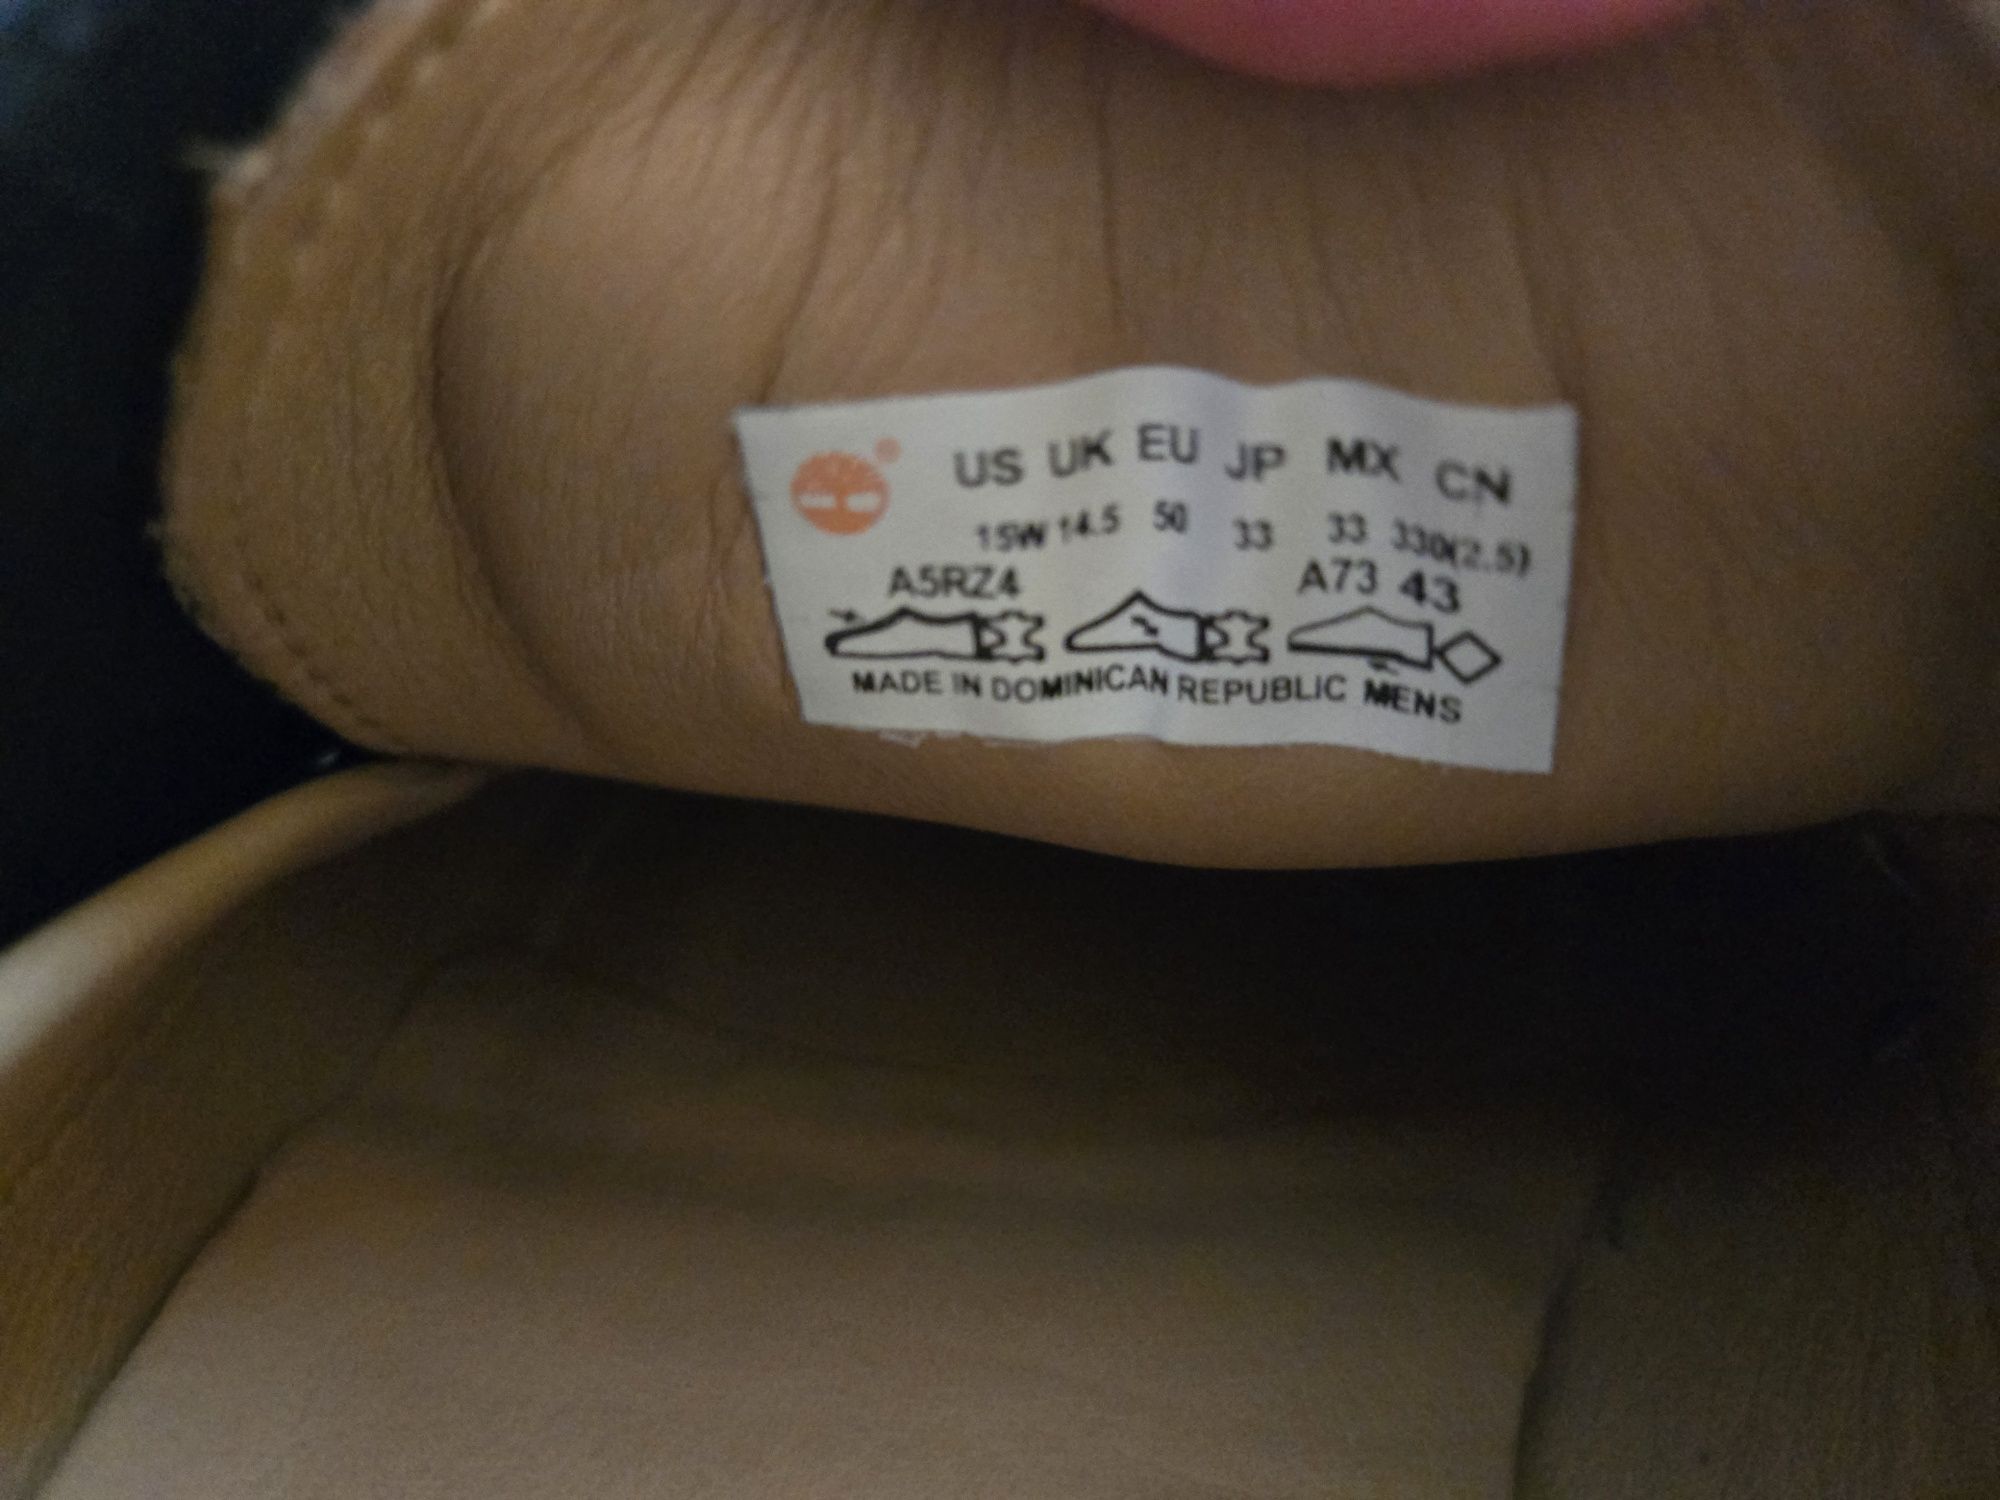 US UK EU JP MX CN
15W 14.5 50 33 33 330(2.5)
A5RZ4 A73 43
MADE IN DOMINICAN REPUBLIC MENS